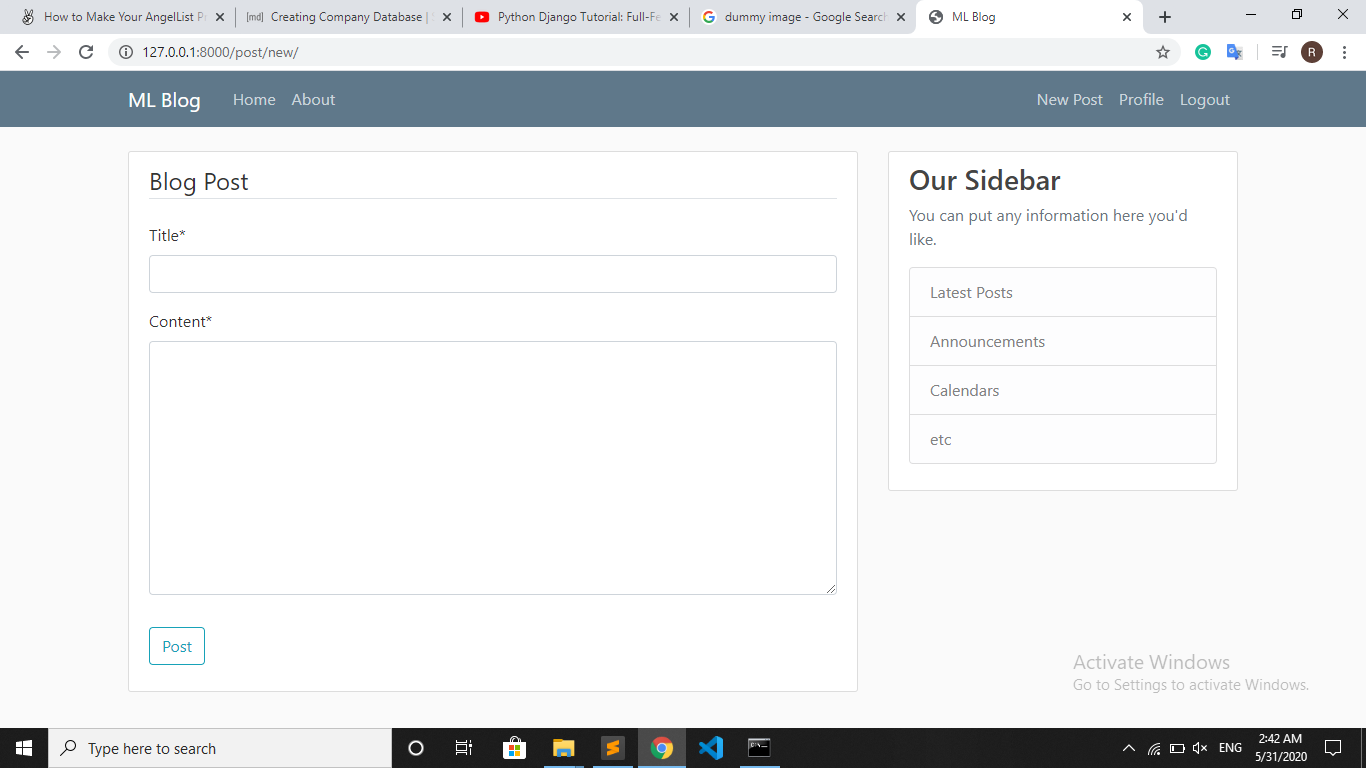 How to Make Your AngelList Pr
[md] Creating Company Database |
Python Django Tutorial: Full-Fe
dummy image - Google Search
ML Blog
127.0.0.1:8000/post/new/
R
ML Blog Home About New Post Profile Logout
Blog Post
Title*
Content*
Post
Our Sidebar
You can put any information here you'd
like.
Latest Posts
Announcements
Calendars
etc
Activate Windows
Go to Settings to activate Windows.
Type here to search
ENG
2:42 AM
5/31/2020